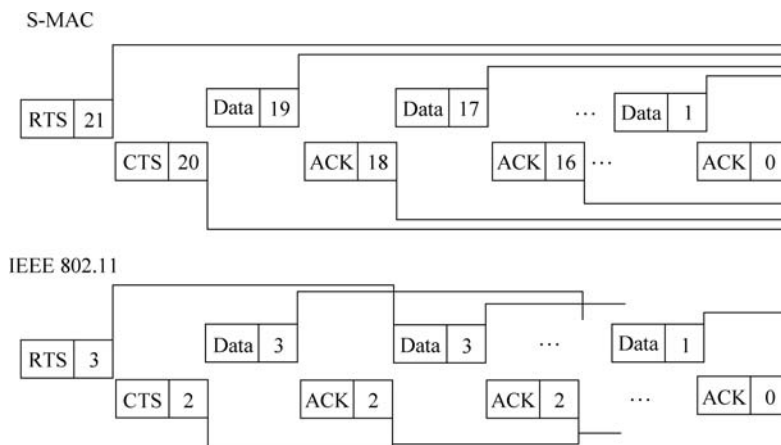 S-MAC
Data 19 Data 17
RTS 21 ... Data 1
CTS 20 ACK 18 ACK 16 ... ACK 0
IEEE 802.11
Data 3 Data 3 ... Data 1
RTS 3
CTS 2 ACK 2 ACK 2 ... ACK 0